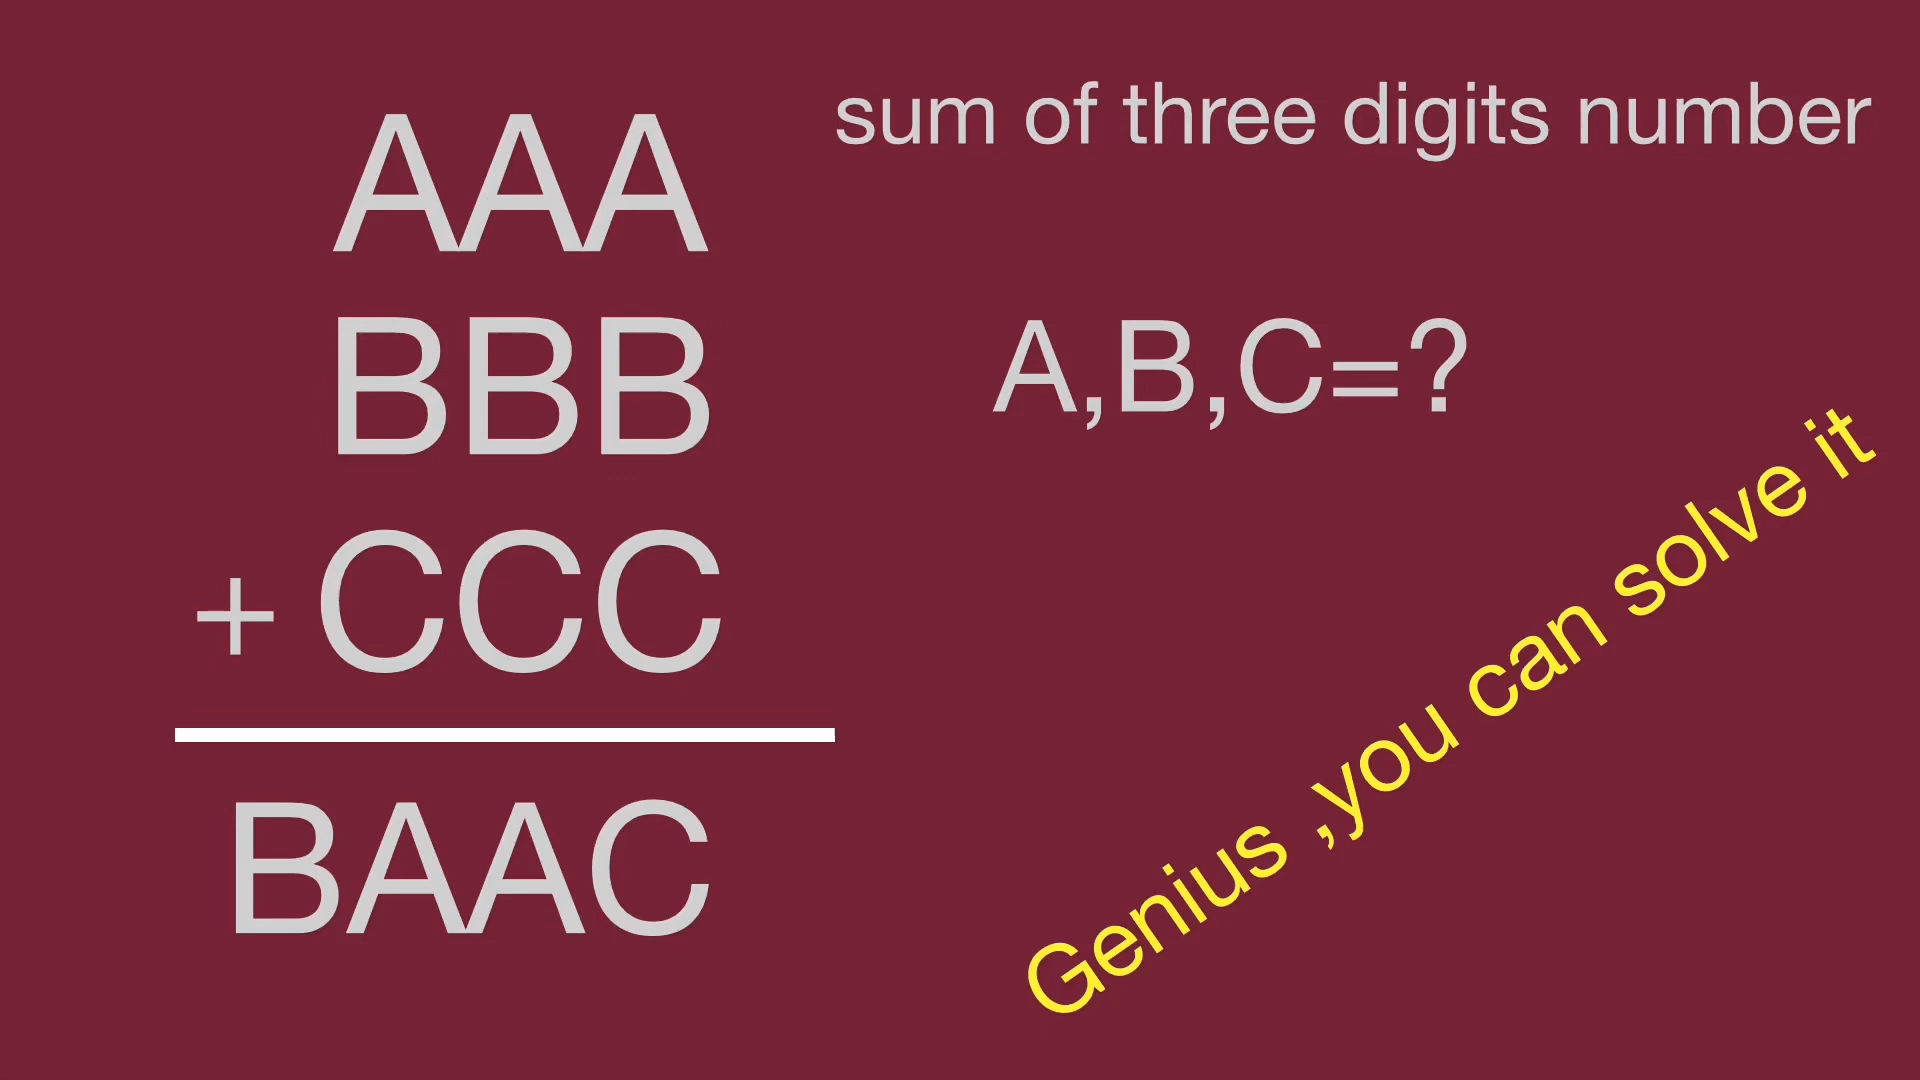 AAA
BBB
+ CCC
BAAC
sum of three digits number
A,B,C=?
Genius ,you can solve it